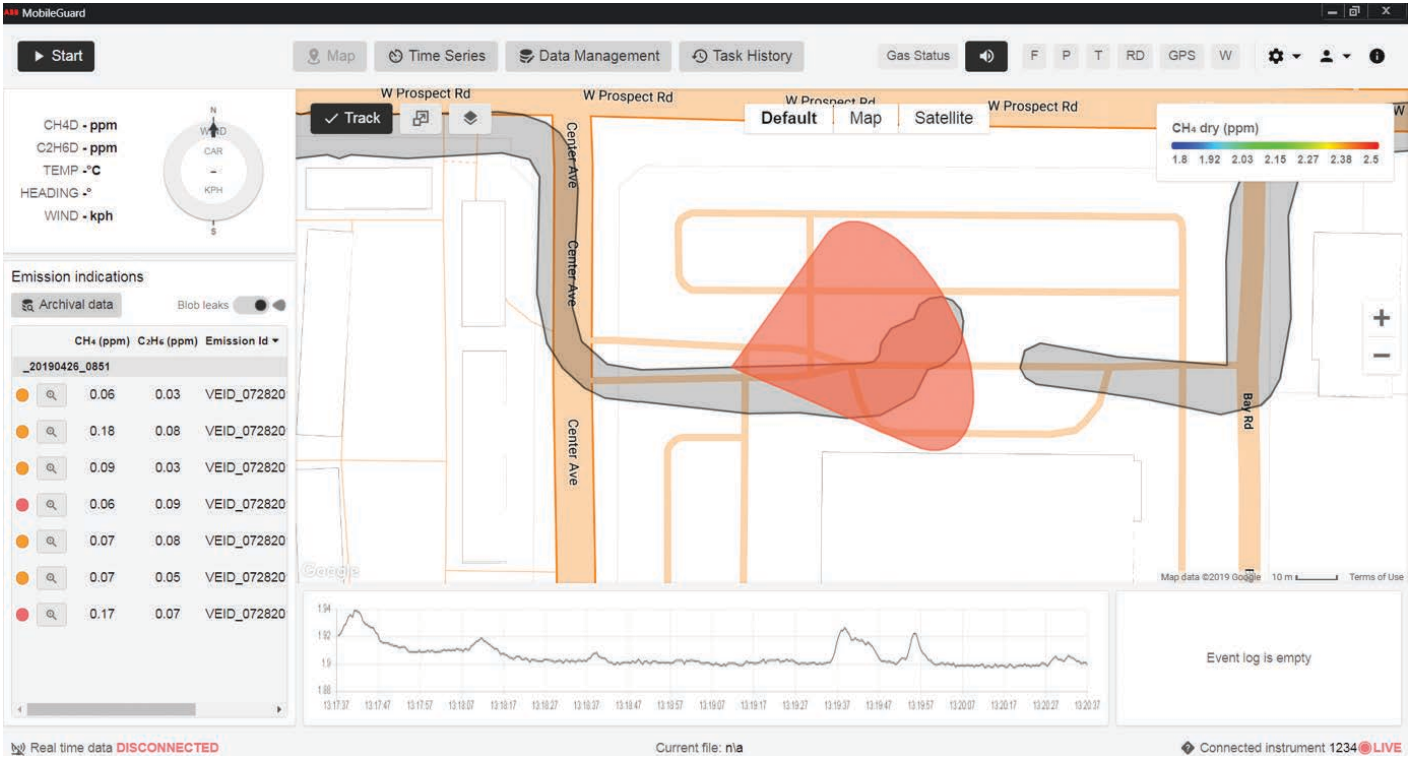 ABB MobileGuard
Start
Map Time Series Data Management Task History
Gas Status F P T RD GPS W
CH4D - ppm
C2H6D - ppm
TEMP -°C
HEADING -°
WIND - kph
N
WIND
CAR
-
KPH
S
Emission indications
Archival data Blob leaks
CH₄ (ppm) C₂H₆ (ppm) Emission Id
_20190426_0851
0.06 0.03 VEID_072820
0.18 0.08 VEID_072820
0.09 0.03 VEID_072820
0.06 0.09 VEID_072820
0.07 0.08 VEID_072820
0.07 0.05 VEID_072820
0.17 0.07 VEID_072820
W Prospect Rd W Prospect Rd W Prospect Rd W Prospect Rd W
Track
Default Map Satellite
CH₄ dry (ppm)
1.8 1.92 2.03 2.15 2.27 2.38 2.5
Center Ave
Center Ave
Center Ave
Bay Rd
+
−
Google
Map data ©2019 Google 10 m Terms of Use
1.94
1.92
1.9
1.88
13:17:37 13:17:47 13:17:57 13:18:07 13:18:17 13:18:27 13:18:37 13:18:47 13:18:57 13:19:07 13:19:17 13:19:27 13:19:37 13:19:47 13:19:57 13:20:07 13:20:17 13:20:27 13:20:37
Event log is empty
Real time data DISCONNECTED
Current file: n\a
Connected instrument 1234 LIVE